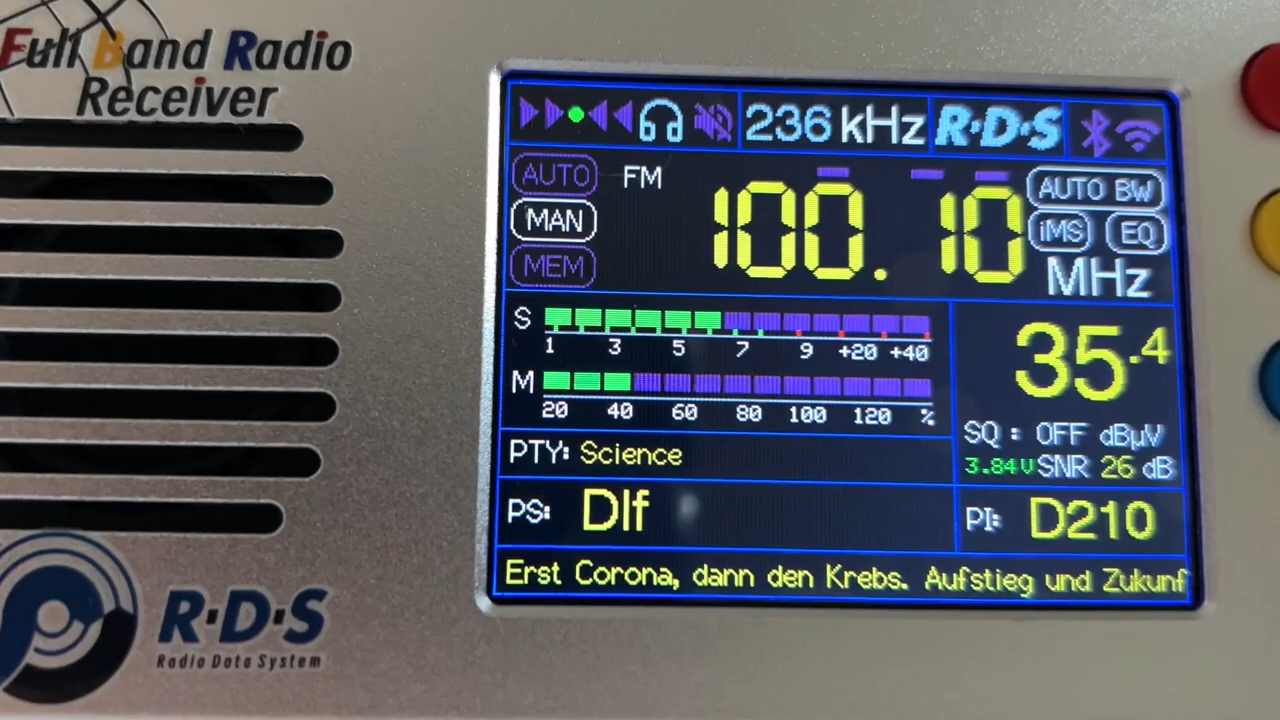 Full Band Radio
Receiver
R·D·S
Radio Data System
236 kHz
R·D·S
AUTO
FM
100.10
AUTO BW
MAN
iMS
EQ
MEM
MHz
S
1 3 5 7 9 +20 +40
35.4
M
20 40 60 80 100 120 %
SQ : OFF dBµV
3.84V SNR 26 dB
PTY: Science
PS: Dlf
PI: D210
Erst Corona, dann den Krebs. Aufstieg und Zukunf